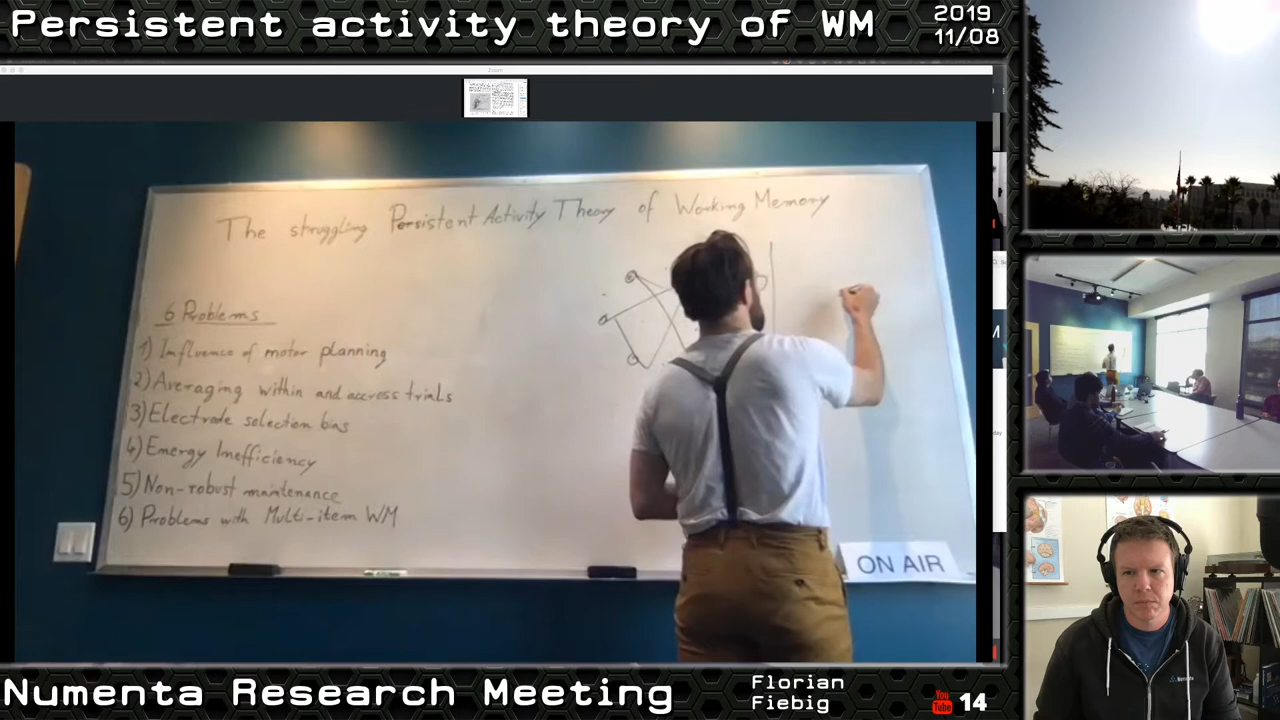 Persistent activity theory of WM
2019
11/08
The struggling Persistent Activity Theory of Working Memory
6 Problems
1) Influence of motor planning
2) Averaging within and accross trials
3) Electrode selection bias
4) Energy Inefficiency
5) Non-robust maintenance
6) Problems with Multi-item WM
ON AIR
Numenta Research Meeting
Florian
Fiebig
You
Tube
14